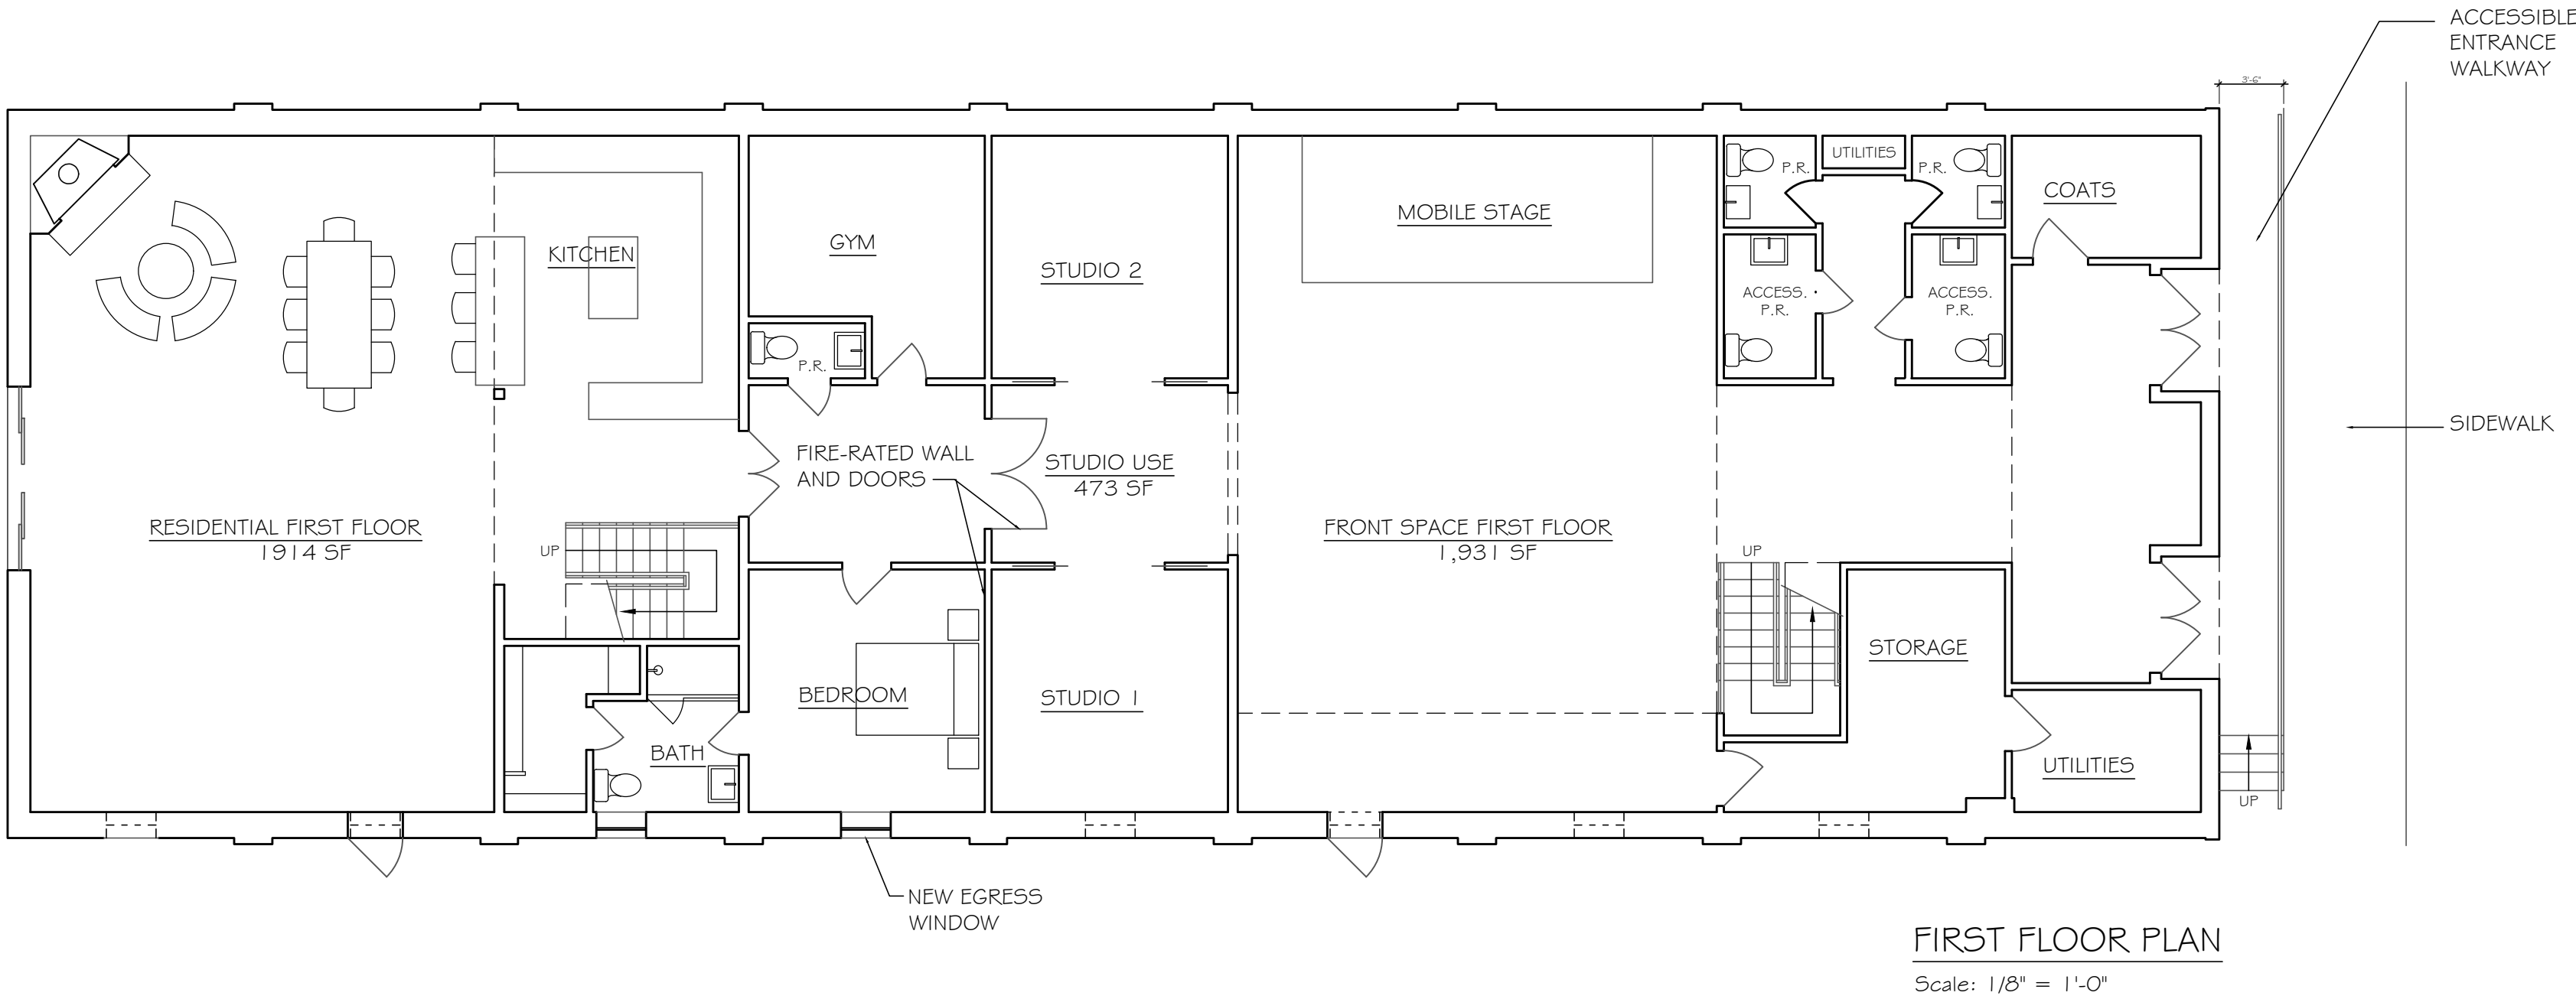 ACCESSIBLE
ENTRANCE
WALKWAY
3'-6"
UTILITIES
P.R.
P.R.
COATS
MOBILE STAGE
GYM
KITCHEN
STUDIO 2
ACCESS.
P.R.
ACCESS.
P.R.
P.R.
SIDEWALK
FIRE-RATED WALL
AND DOORS
STUDIO USE
473 SF
RESIDENTIAL FIRST FLOOR
1914 SF
FRONT SPACE FIRST FLOOR
1,931 SF
UP
UP
STORAGE
BEDROOM
STUDIO 1
BATH
UTILITIES
UP
NEW EGRESS
WINDOW
FIRST FLOOR PLAN
Scale: 1/8" = 1'-0"